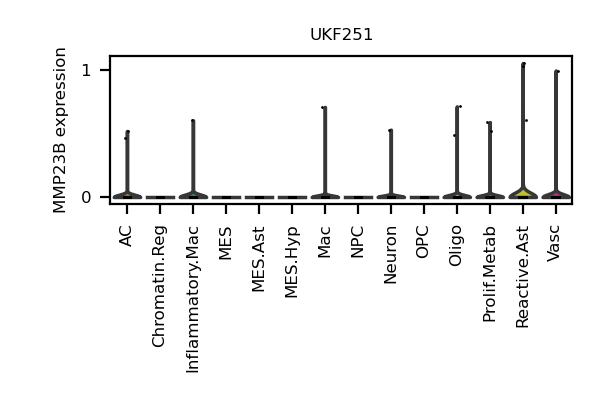 UKF251
MMP23B expression
1
0
AC
Chromatin.Reg
Inflammatory.Mac
MES
MES.Ast
MES.Hyp
Mac
NPC
Neuron
OPC
Oligo
Prolif.Metab
Reactive.Ast
Vasc